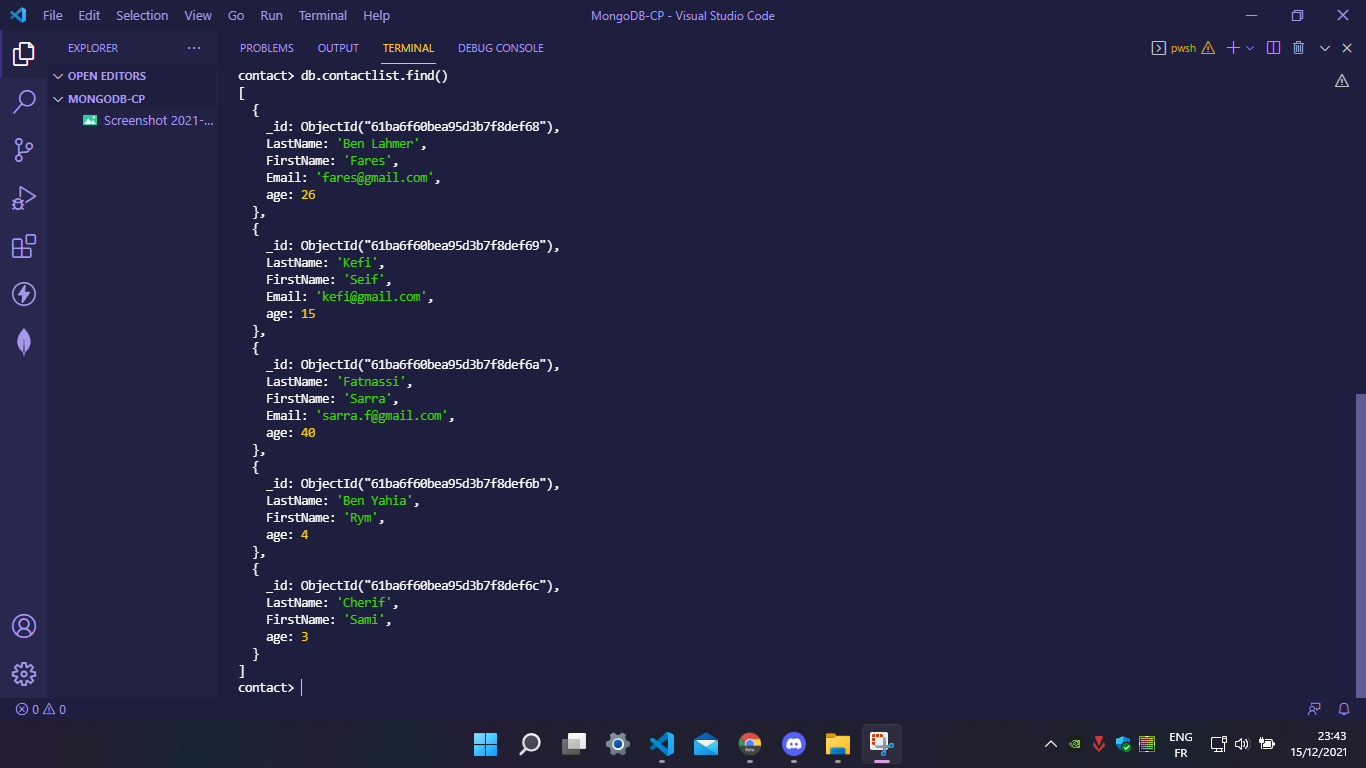 File Edit Selection View Go Run Terminal Help
MongoDB-CP - Visual Studio Code
EXPLORER
OPEN EDITORS
MONGODB-CP
Screenshot 2021-...
PROBLEMS OUTPUT TERMINAL DEBUG CONSOLE
pwsh
contact> db.contactlist.find()
[
{
_id: ObjectId("61ba6f60bea95d3b7f8def68"),
LastName: 'Ben Lahmer',
FirstName: 'Fares',
Email: 'fares@gmail.com',
age: 26
},
{
_id: ObjectId("61ba6f60bea95d3b7f8def69"),
LastName: 'Kefi',
FirstName: 'Seif',
Email: 'kefi@gmail.com',
age: 15
},
{
_id: ObjectId("61ba6f60bea95d3b7f8def6a"),
LastName: 'Fatnassi',
FirstName: 'Sarra',
Email: 'sarra.f@gmail.com',
age: 40
},
{
_id: ObjectId("61ba6f60bea95d3b7f8def6b"),
LastName: 'Ben Yahia',
FirstName: 'Rym',
age: 4
},
{
_id: ObjectId("61ba6f60bea95d3b7f8def6c"),
LastName: 'Cherif',
FirstName: 'Sami',
age: 3
}
]
contact>
0 0
ENG
FR
23:43
15/12/2021